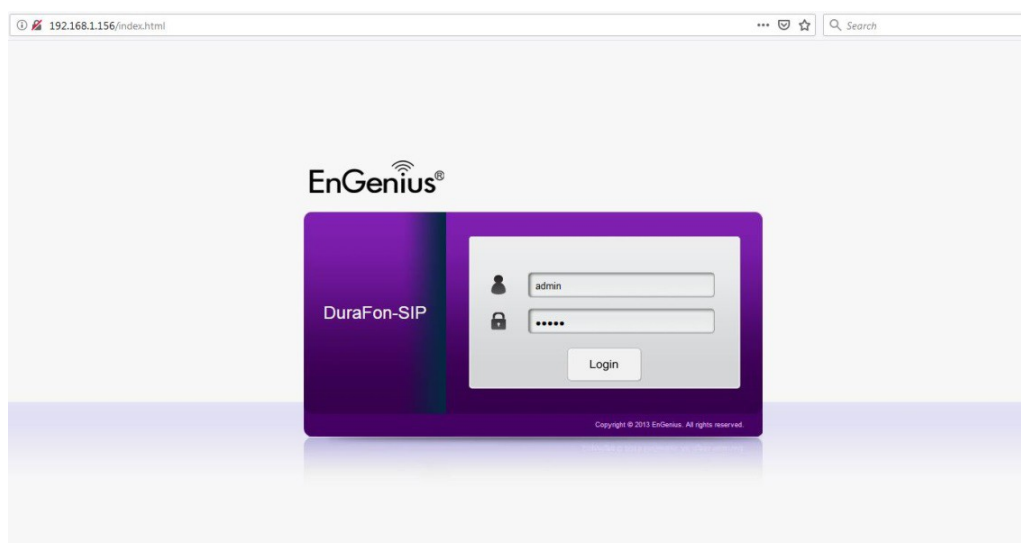 192.168.1.156/index.html
Search
EnGenius®
DuraFon-SIP
admin
•••••
Login
Copyright © 2013 EnGenius. All rights reserved.